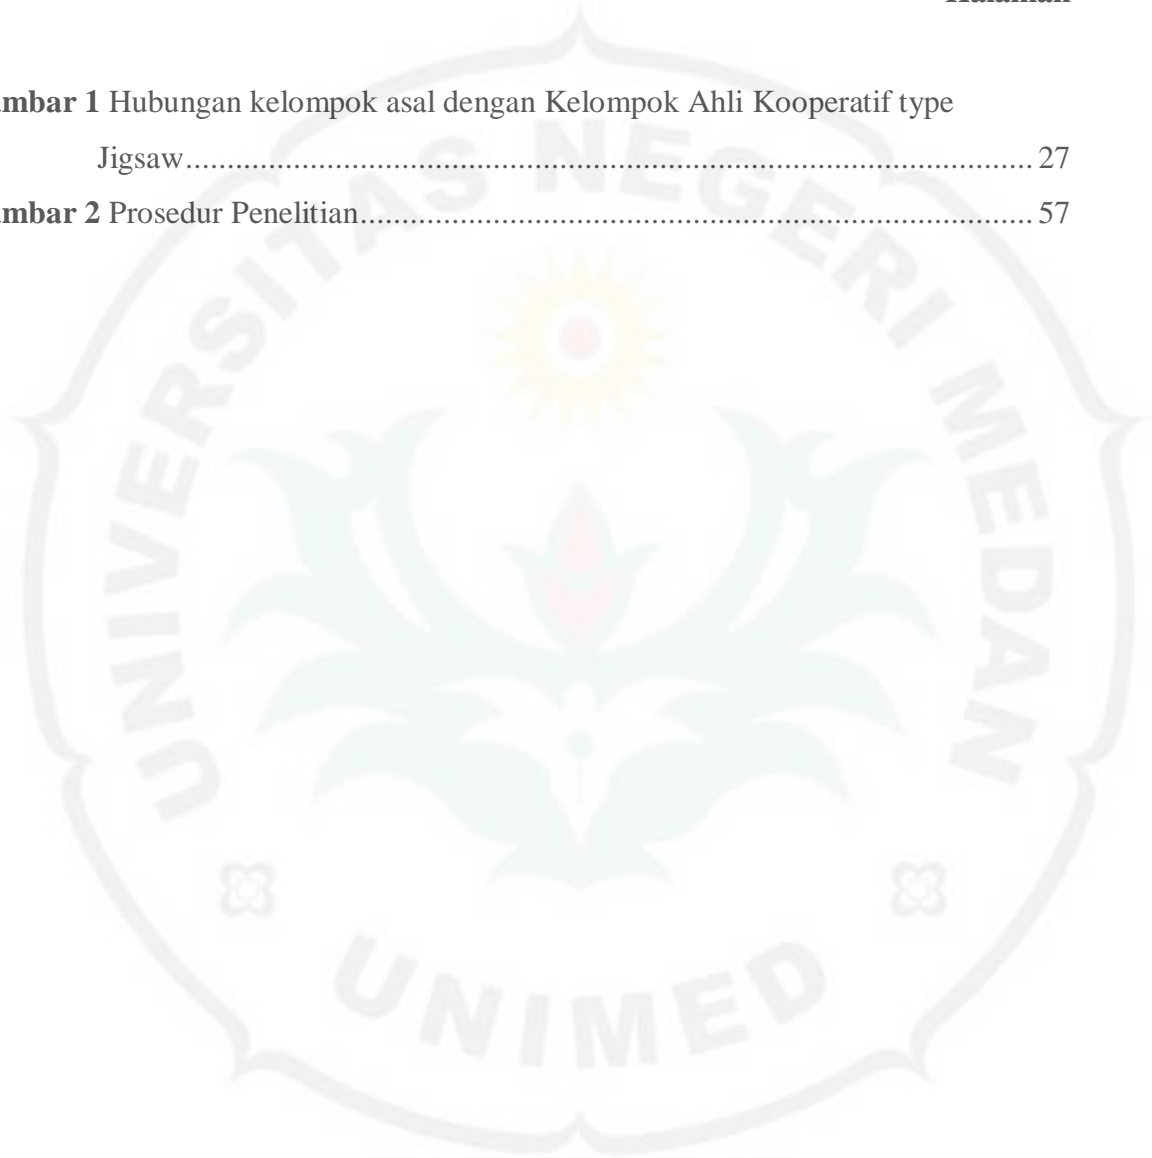 mbar 1 Hubungan kelompok asal dengan Kelompok Ahli Kooperatif type
Jigsaw.................................................................................................... 27
mbar 2 Prosedur Penelitian................................................................................ 57
UNIVERSITAS NEGERI MEDAN
UNIMED